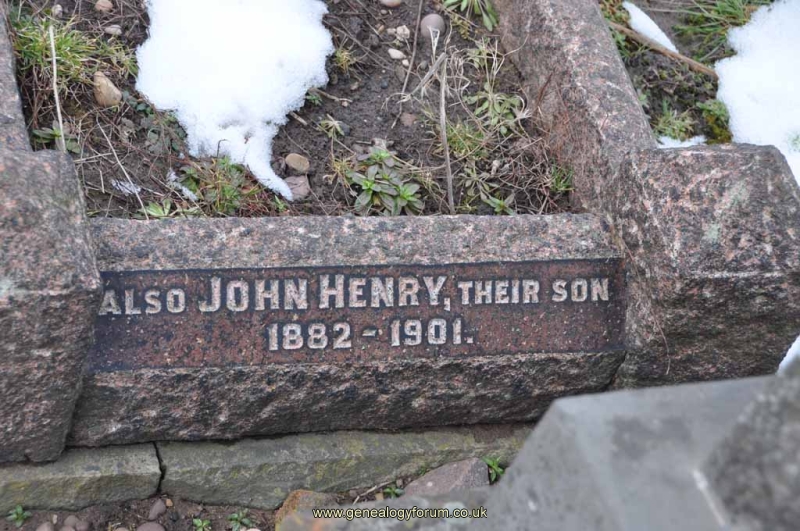 ALSO JOHN HENRY, THEIR SON
1882 - 1901.
www.genealogyforum.co.uk